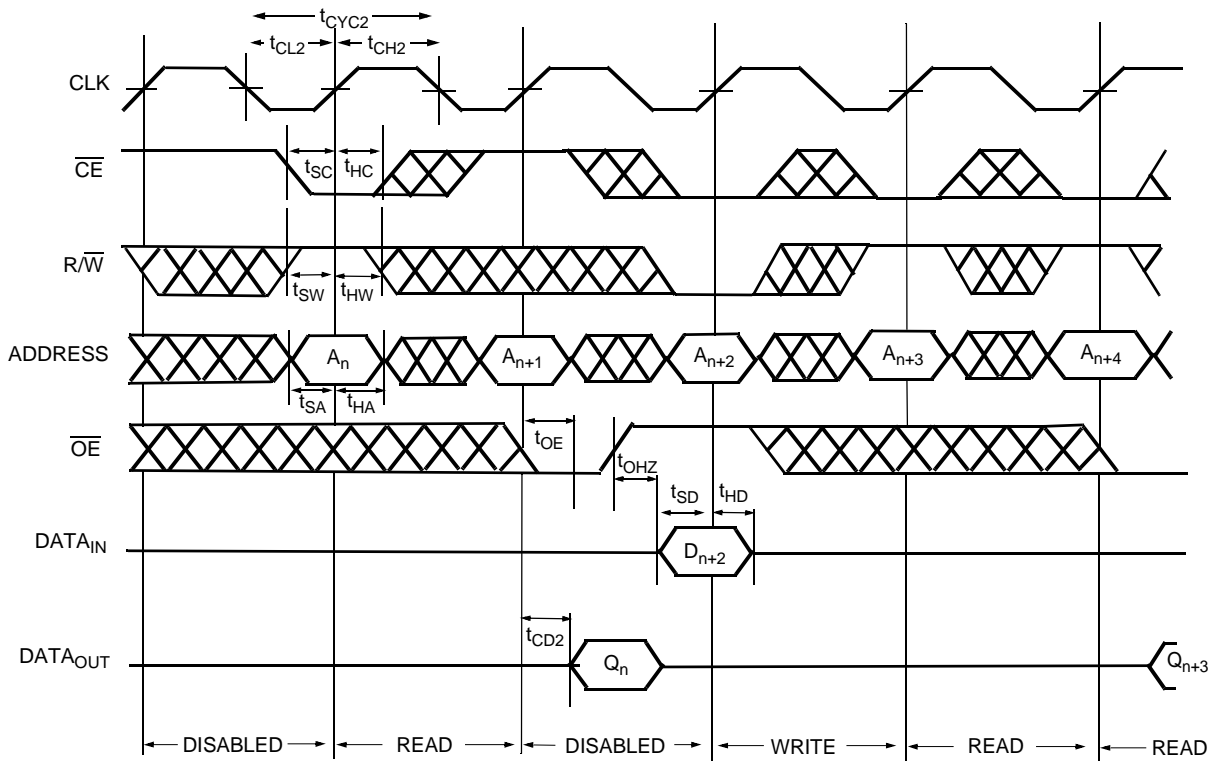 tCYC2
tCL2 tCH2
CLK
CE tSC tHC
R/W
tSW tHW
ADDRESS An An+1 An+2 An+3 An+4
tSA tHA
OE tOE
tOHZ
tSD tHD
DATAIN Dn+2
tCD2
DATAOUT Qn Qn+3
DISABLED READ DISABLED WRITE READ READ